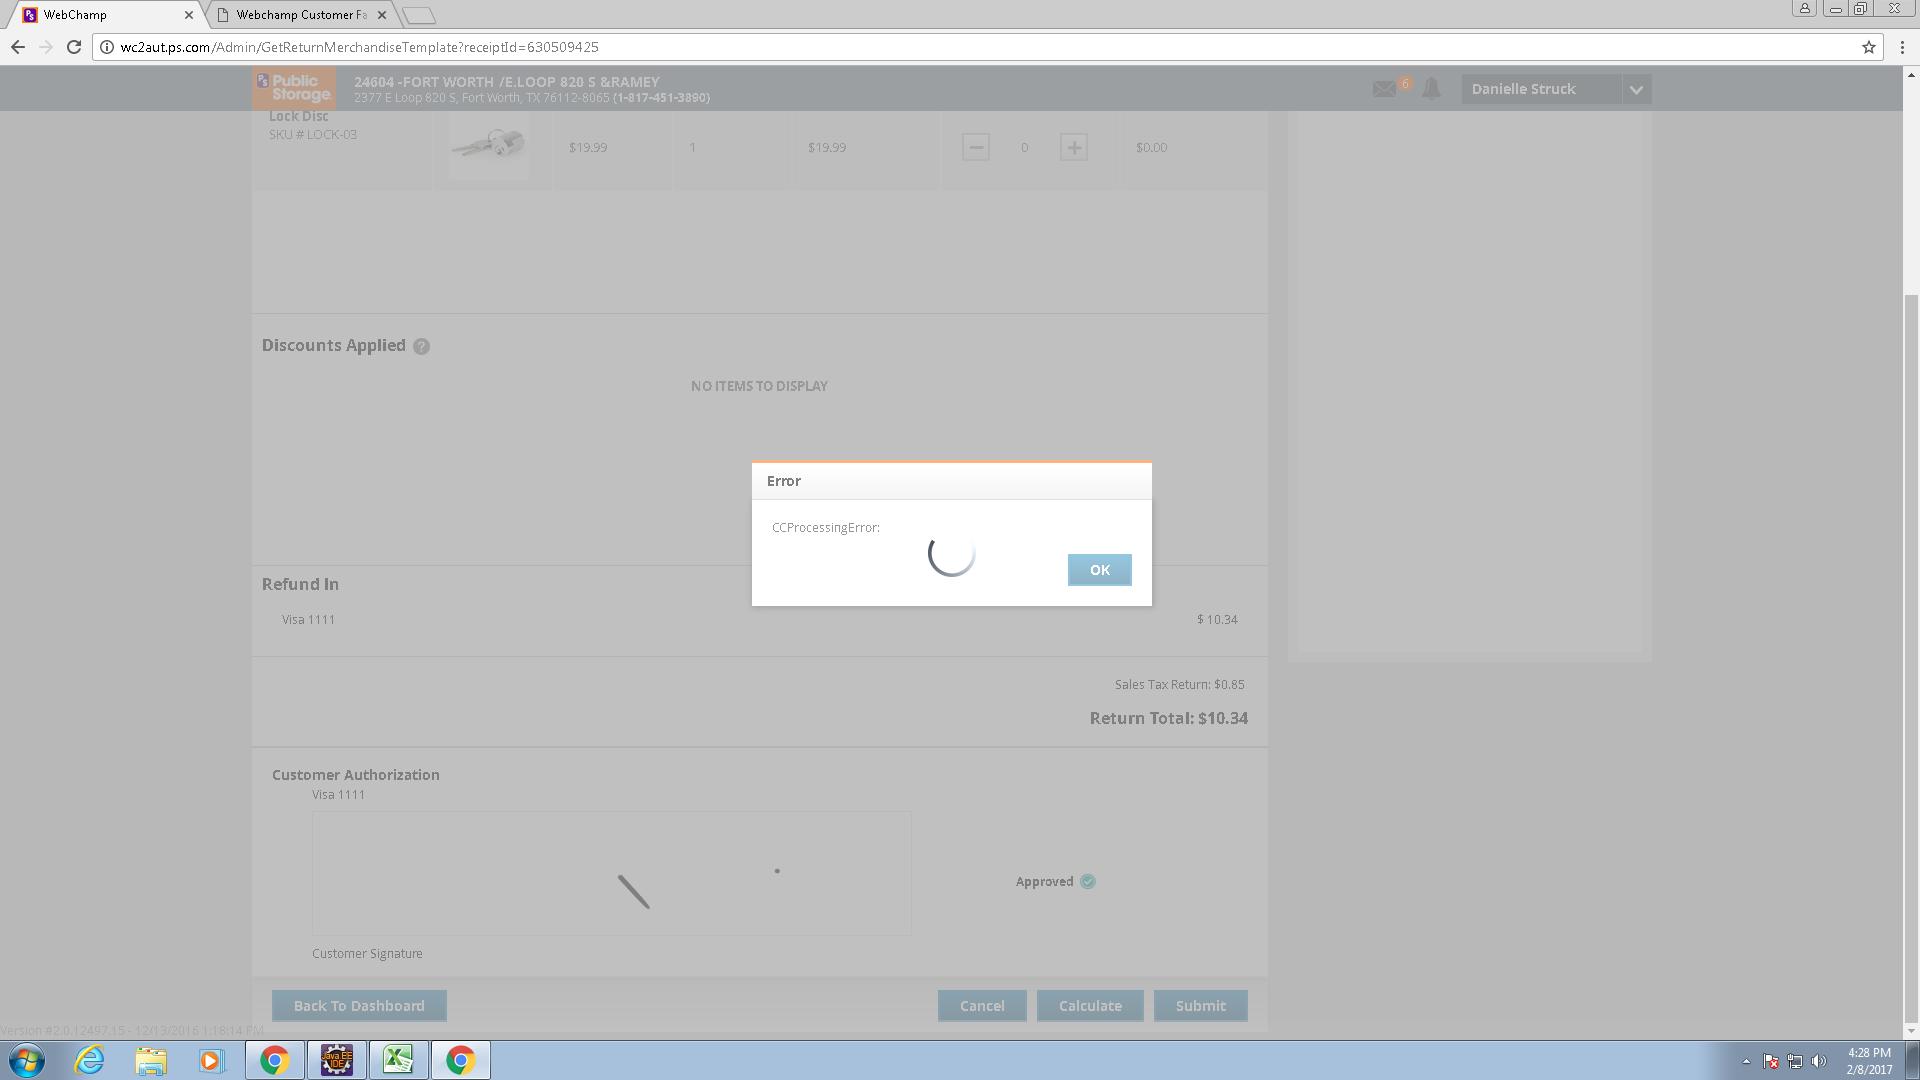 WebChamp
Webchamp Customer Fa
wc2aut.ps.com/Admin/GetReturnMerchandiseTemplate?receiptId=630509425
PS Public Storage
24604 -FORT WORTH /E.LOOP 820 S &RAMEY
2377 E Loop 820 S, Fort Worth, TX 76112-8065 (1-817-451-3890)
6
Danielle Struck
Lock Disc
SKU # LOCK-03
$19.99 1 $19.99 0 $0.00
Discounts Applied ?
NO ITEMS TO DISPLAY
Error
CCProcessingError:
OK
Refund In
Visa 1111 $ 10.34
Sales Tax Return: $0.85
Return Total: $10.34
Customer Authorization
Visa 1111
Approved
Customer Signature
Back To Dashboard Cancel Calculate Submit
Version #2.0.12497.15 - 12/13/2016 1:18:14 PM
Java EE IDE
4:28 PM
2/8/2017